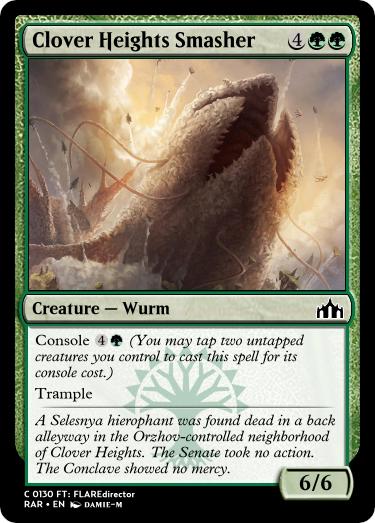 Clover Heights Smasher 4
Creature — Wurm
Console 4 (You may tap two untapped
creatures you control to cast this spell for its
console cost.)
Trample
A Selesnya hierophant was found dead in a back
alleyway in the Orzhov-controlled neighborhood
of Clover Heights. The Senate took no action.
The Conclave showed no mercy.
6/6
C 0130 FT: FLAREdirector
RAR • EN DAMIE-M